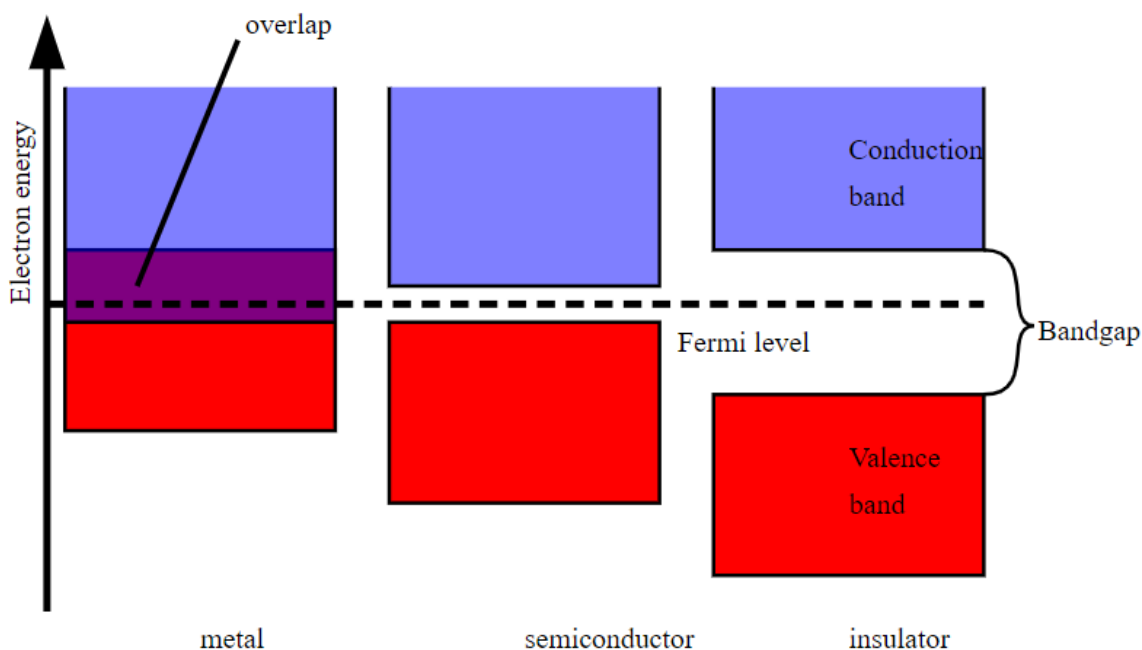 overlap
Electron energy
Conduction
band
Fermi level
Bandgap
Valence
band
metal
semiconductor
insulator